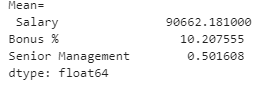 Mean=
Salary 90662.181000
Bonus % 10.207555
Senior Management 0.501608
dtype: float64